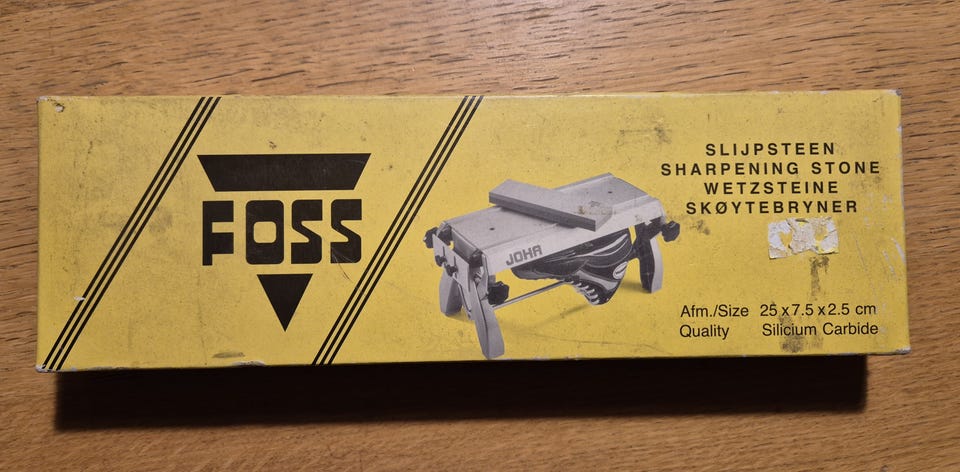 FOSS
JOHA
SLIJPSTEEN
SHARPENING STONE
WETZSTEINE
SKØYTEBRYNER
Afm./Size 25 x 7.5 x 2.5 cm
Quality Silicium Carbide